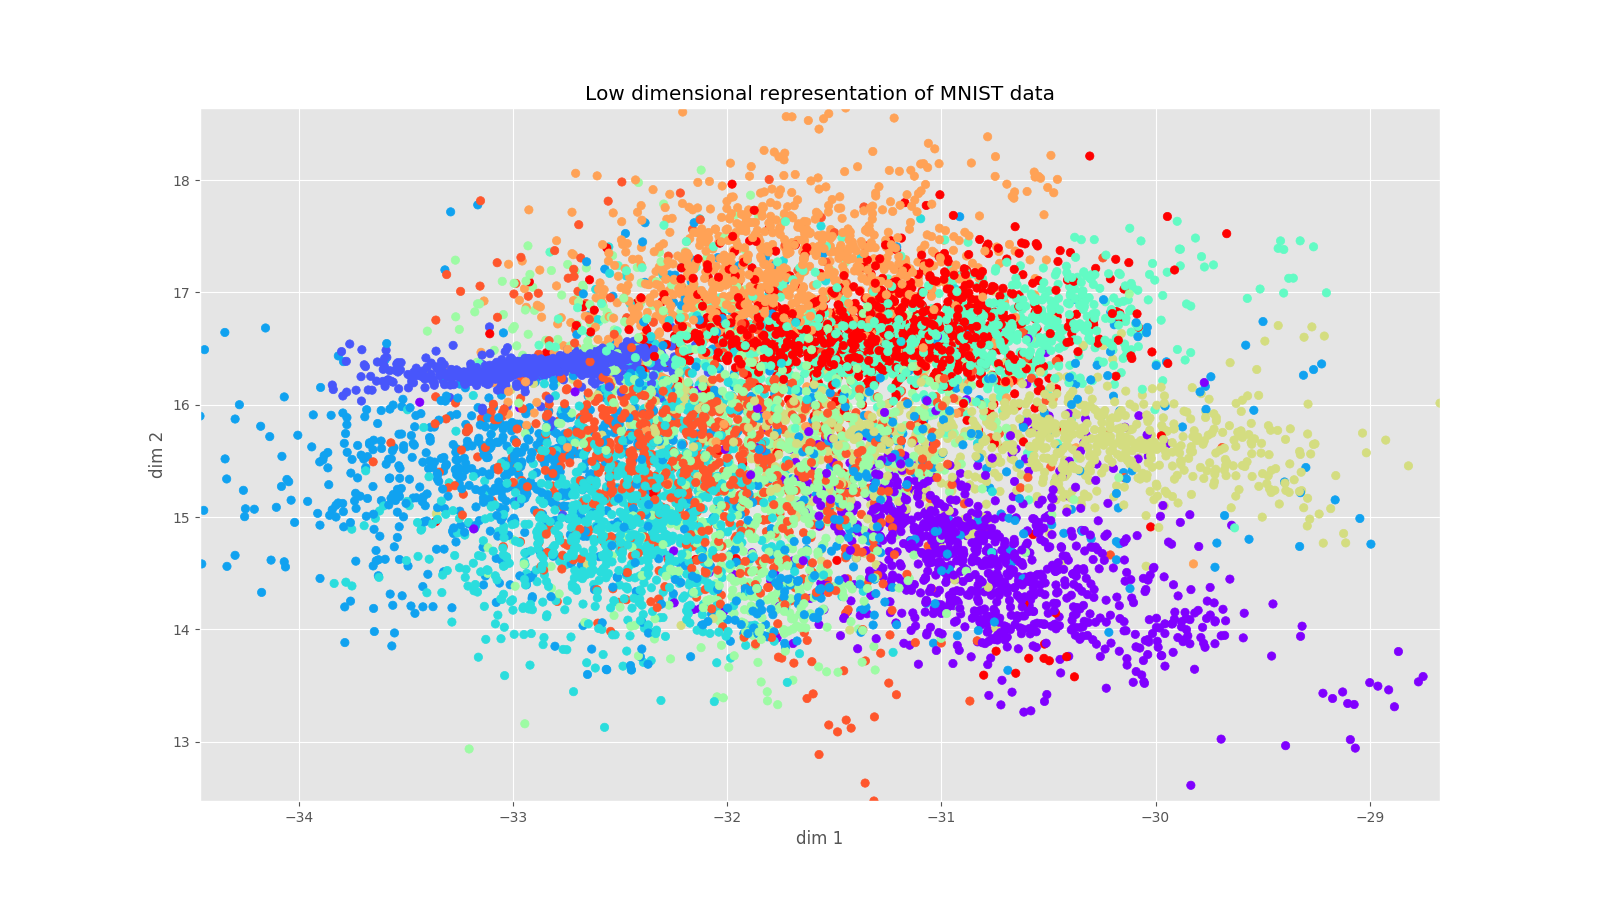 Low dimensional representation of MNIST data
18
17
16
15
14
13
dim 2
−34 −33 −32 −31 −30 −29
dim 1